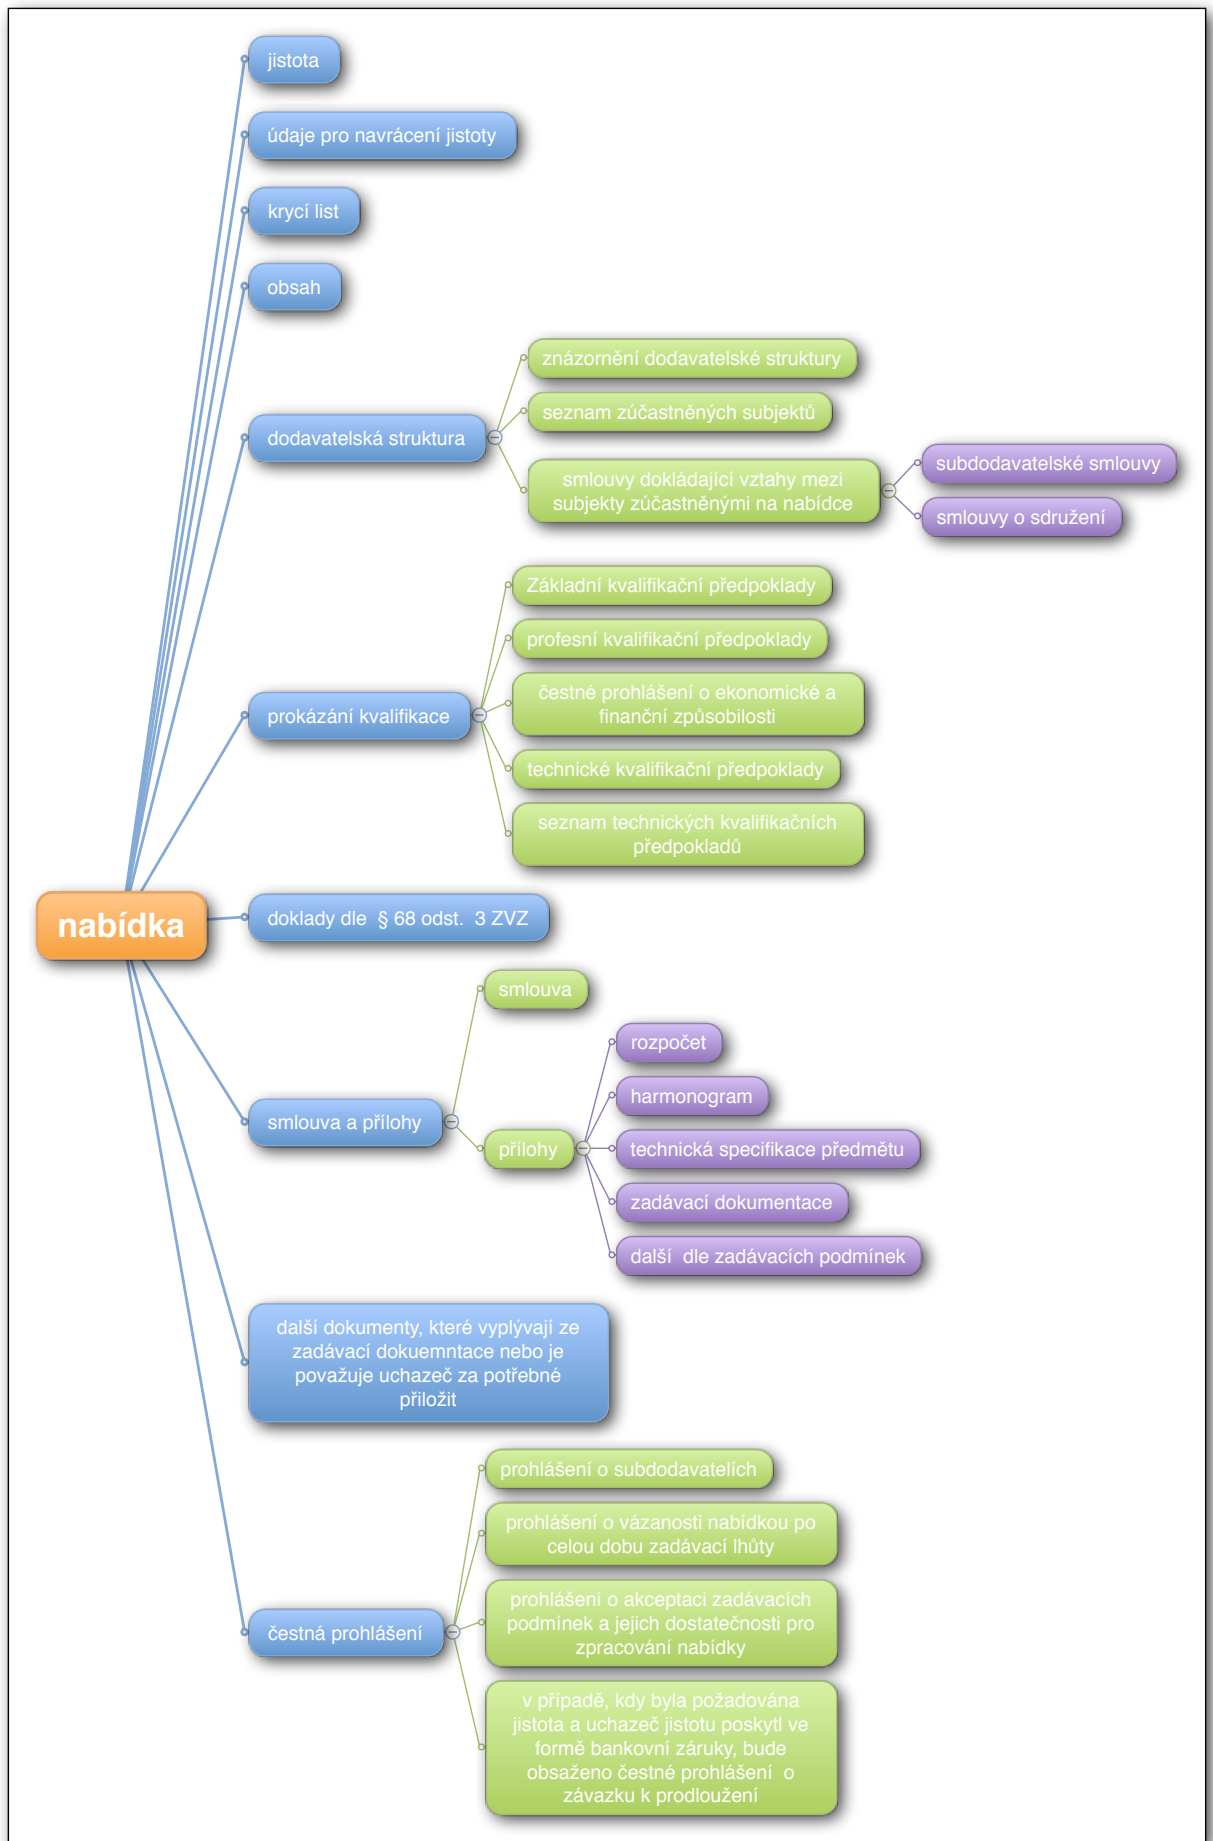 jistota
údaje pro navrácení jistoty
krycí list
obsah
znázornění dodavatelské struktury
seznam zúčastněných subjektů
dodavatelská struktura
smlouvy dokládající vztahy mezi
subjekty zúčastněnými na nabídce
subdodavatelské smlouvy
smlouvy o sdružení
Základní kvalifikační předpoklady
profesní kvalifikační předpoklady
čestné prohlášení o ekonomické a
finanční způsobilosti
prokázání kvalifikace
technické kvalifikační předpoklady
seznam technických kvalifikačních
předpokladů
nabídka
doklady dle  § 68 odst.  3 ZVZ
smlouva
rozpočet
harmonogram
smlouva a přílohy
přílohy
technická specifikace předmětu
zadávací dokumentace
další  dle zadávacích podmínek
další dokumenty, které vyplývají ze
zadávací dokuemntace nebo je
považuje uchazeč za potřebné
přiložit
prohlášení o subdodavatelích
prohlášení o vázanosti nabídkou po
celou dobu zadávací lhůty
prohlášení o akceptaci zadávacích
podmínek a jejich dostatečnosti pro
zpracování nabídky
čestná prohlášení
v případě, kdy byla požadována
jistota a uchazeč jistotu poskytl ve
formě bankovní záruky, bude
obsaženo čestné prohlášení  o
závazku k prodloužení